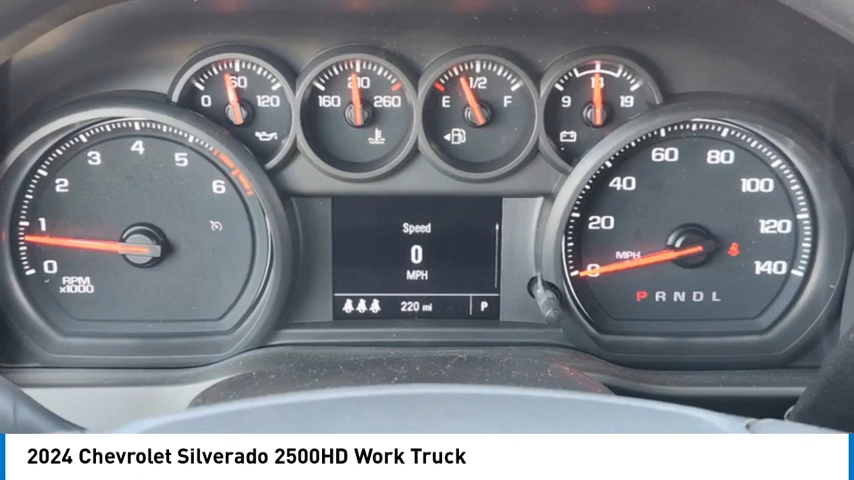 0 60 120
160 210 260
E 1/2 F
9 14 19
0 1 2 3 4 5 6
RPM
x1000
Speed
0
MPH
220 mi P
0 20 40 60 80 100 120 140
MPH
P R N D L
2024 Chevrolet Silverado 2500HD Work Truck